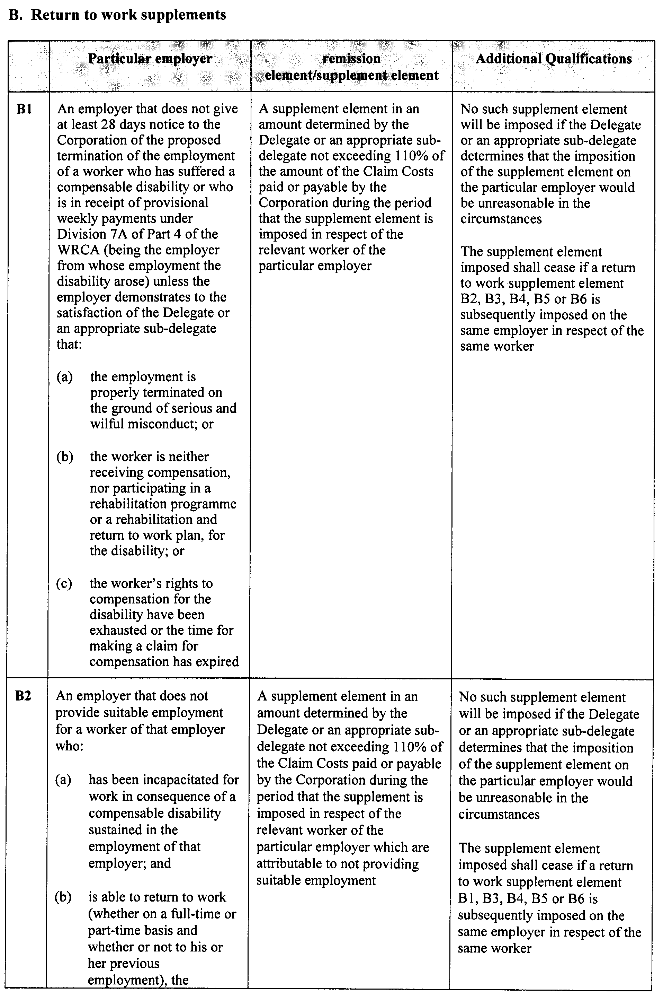 B. Return to work supplements
Particular employer
remission
element/supplement element
Additional Qualifications
B1
An employer that does not give
at least 28 days notice to the
Corporation of the proposed
termination of the employment
of a worker who has suffered a
compensable disability or who
is in receipt of provisional
weekly payments under
Division 7A of Part 4 of the
WRCA (being the employer
from whose employment the
disability arose) unless the
employer demonstrates to the
satisfaction of the Delegate or
an appropriate sub-delegate
that:
(a) the employment is
properly terminated on
the ground of serious and
wilful misconduct; or
(b) the worker is neither
receiving compensation,
nor participating in a
rehabilitation programme
or a rehabilitation and
return to work plan, for
the disability; or
(c) the worker's rights to
compensation for the
disability have been
exhausted or the time for
making a claim for
compensation has expired
A supplement element in an
amount determined by the
Delegate or an appropriate sub-
delegate not exceeding 110% of
the amount of the Claim Costs
paid or payable by the
Corporation during the period
that the supplement element is
imposed in respect of the
relevant worker of the
particular employer
No such supplement element
will be imposed if the Delegate
or an appropriate sub-delegate
determines that the imposition
of the supplement element on
the particular employer would
be unreasonable in the
circumstances
The supplement element
imposed shall cease if a return
to work supplement element
B2, B3, B4, B5 or B6 is
subsequently imposed on the
same employer in respect of the
same worker
B2
An employer that does not
provide suitable employment
for a worker of that employer
who:
(a) has been incapacitated for
work in consequence of a
compensable disability
sustained in the
employment of that
employer; and
(b) is able to return to work
(whether on a full-time or
part-time basis and
whether or not to his or
her previous
employment), the
A supplement element in an
amount determined by the
Delegate or an appropriate sub-
delegate not exceeding 110% of
the Claim Costs paid or payable
by the Corporation during the
period that the supplement is
imposed in respect of the
relevant worker of the
particular employer which are
attributable to not providing
suitable employment
No such supplement element
will be imposed if the Delegate
or an appropriate sub-delegate
determines that the imposition
of the supplement element on
the particular employer would
be unreasonable in the
circumstances
The supplement element
imposed shall cease if a return
to work supplement element
B1, B3, B4, B5 or B6 is
subsequently imposed on the
same employer in respect of the
same worker